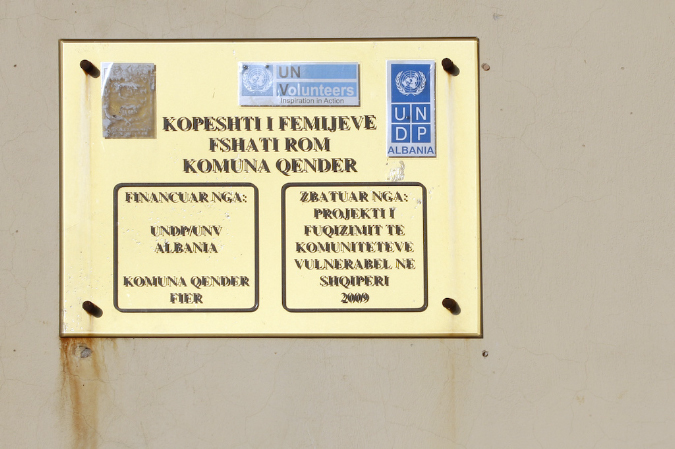 UN
Volunteers
Inspiration in Action
U N
D P
ALBANIA
KOPESHTI I FEMIJEVE
FSHATI ROM
KOMUNA QENDER
FINANCUAR NGA:
UNDP/UNV
ALBANIA
KOMUNA QENDER
FIER
ZBATUAR NGA:
PROJEKTI I
FUQIZIMIT TE
KOMUNITETEVE
VULNERABEL NE
SHQIPERI
2009